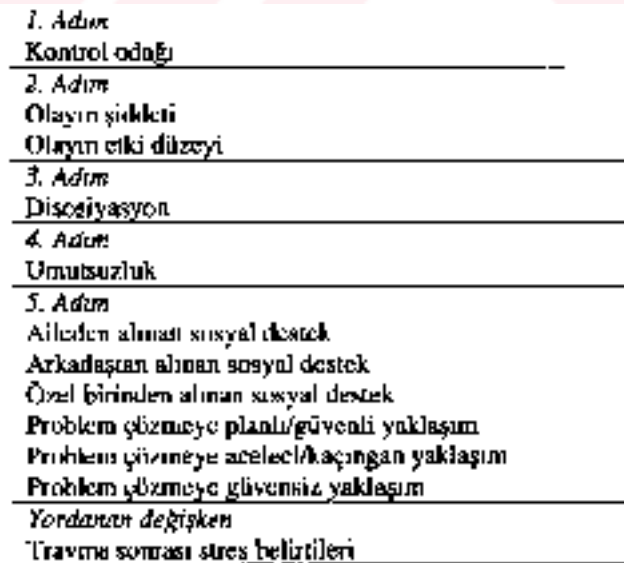 1. Adım
Kontrol odağı
2. Adım
Olayın şiddeti
Olayın etki düzeyi
3. Adım
Disosiyasyon
4. Adım
Umutsuzluk
5. Adım
Aileden alınan sosyal destek
Arkadaştan alınan sosyal destek
Özel birinden alınan sosyal destek
Problem çözmeye planlı/güvenli yaklaşım
Problem çözmeye aceleci/kaçıngan yaklaşım
Problem çözmeye güvensiz yaklaşım
Yordanan değişken
Travma sonrası stres belirtileri